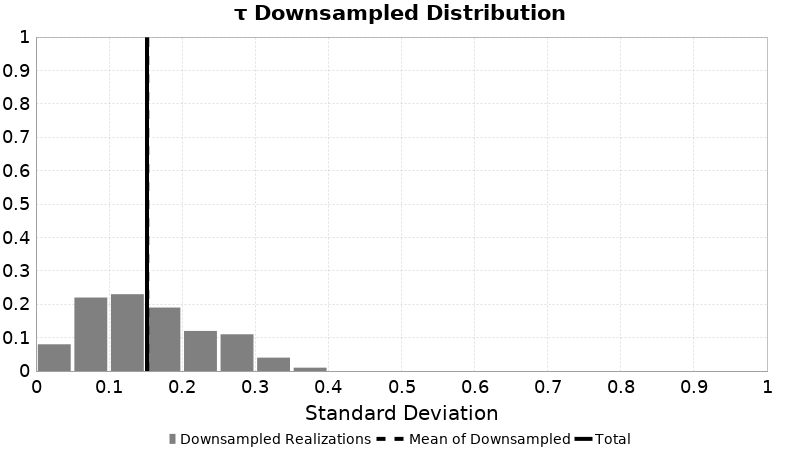 τ Downsampled Distribution
1
0.9
0.8
0.7
0.6
0.5
0.4
0.3
0.2
0.1
0
0 0.1 0.2 0.3 0.4 0.5 0.6 0.7 0.8 0.9 1
Standard Deviation
Downsampled Realizations Mean of Downsampled Total